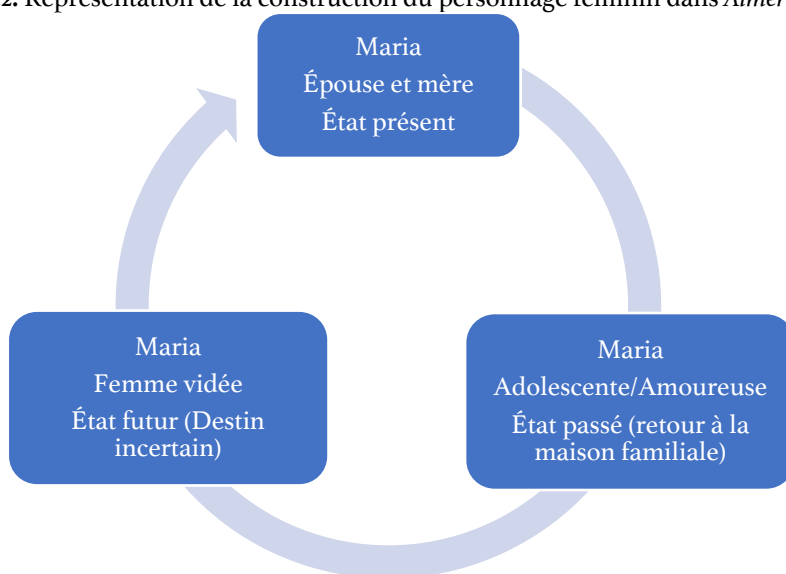 2. Représentation de la construction du personnage féminin dans Aimer
Maria
Épouse et mère
État présent
Maria
Femme vidée
État futur (Destin
incertain)
Maria
Adolescente/Amoureuse
État passé (retour à la
maison familiale)